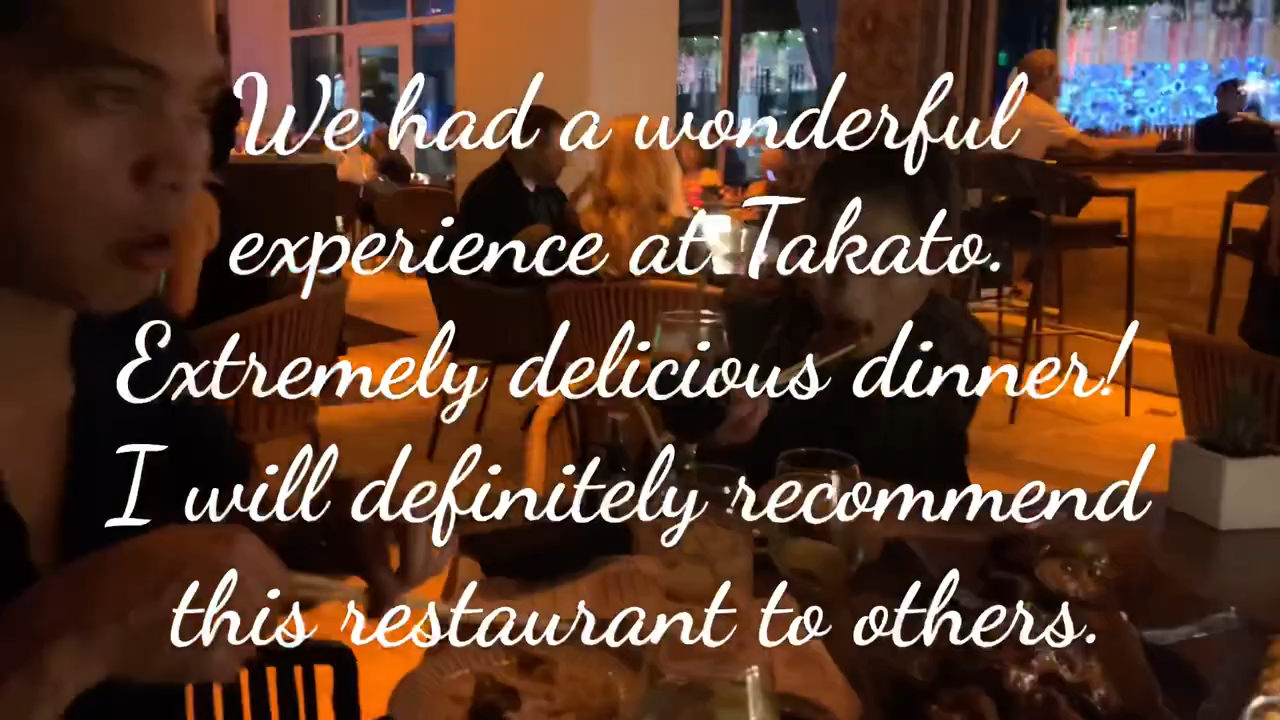 We had a wonderful
experience at Takato.
Extremely delicious dinner!
I will definitely recommend
this restaurant to others.